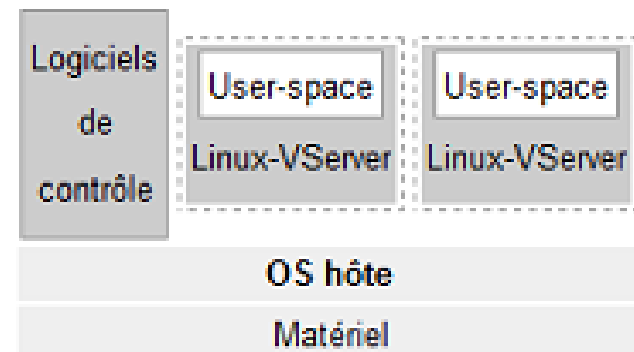 Logiciels
de
contrôle
User-space
Linux-VServer
User-space
Linux-VServer
OS hôte
Matériel